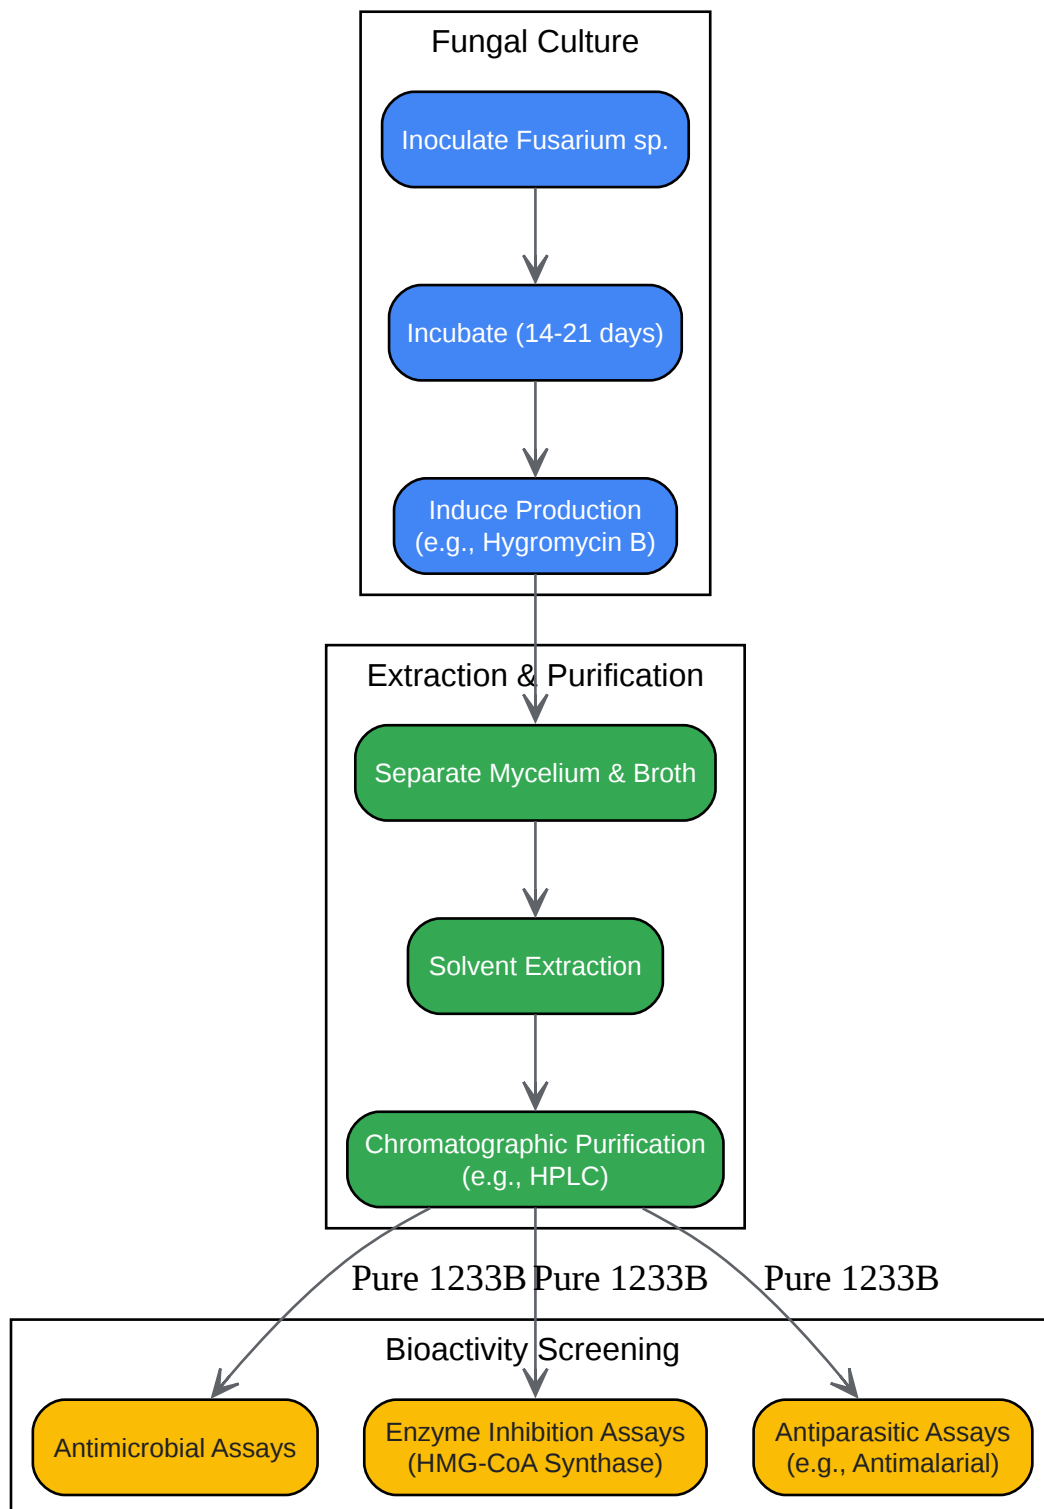 Fungal Culture
Inoculate Fusarium sp.
Incubate (14-21 days)
Induce Production
(e.g., Hygromycin B)
Extraction & Purification
Separate Mycelium & Broth
Solvent Extraction
Chromatographic Purification
(e.g., HPLC)
Pure 1233B
Pure 1233B
Pure 1233B
Bioactivity Screening
Antimicrobial Assays
Enzyme Inhibition Assays
(HMG-CoA Synthase)
Antiparasitic Assays
(e.g., Antimalarial)